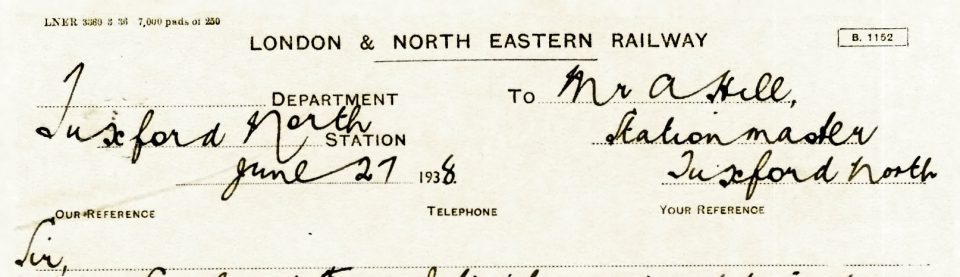 LNER 3360 3 36 7,000 pads of 250
LONDON & NORTH EASTERN RAILWAY
B. 1152
T
DEPARTMENT
To Mr A Hill,
Tuxford North STATION
Stationmaster
June 27 1938.
Tuxford North
OUR REFERENCE TELEPHONE YOUR REFERENCE
Sir,